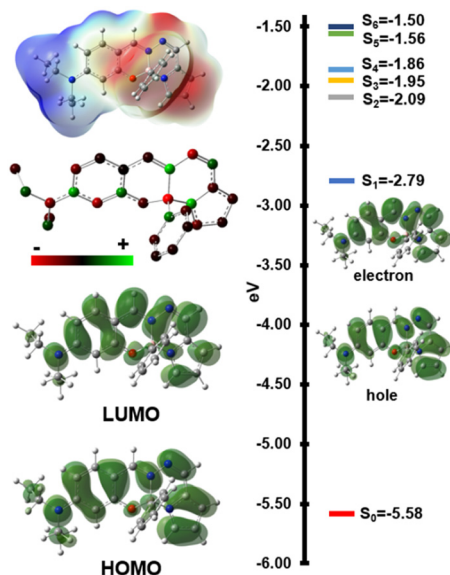 -1.50
-2.00
-2.50
-3.00
-3.50
-4.00
-4.50
-5.00
-5.50
-6.00
eV
S₆=-1.50
S₅=-1.56
S₄=-1.86
S₃=-1.95
S₂=-2.09
S₁=-2.79
electron
hole
S₀=-5.58
- +
LUMO
HOMO